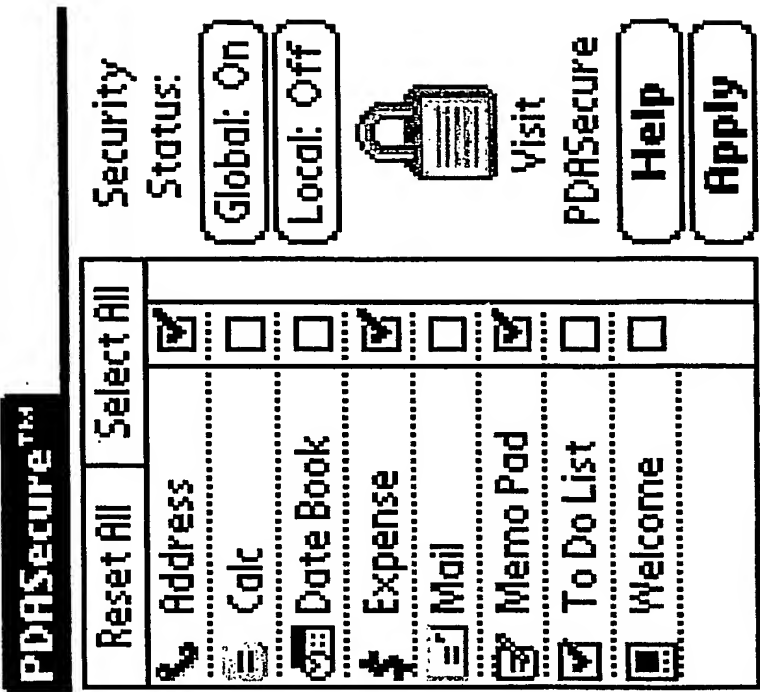 PDASecure™
Reset All Select All
Address
Calc
Date Book
Expense
Mail
Memo Pad
To Do List
Welcome
Security
Status:
Global: On
Local: Off
Visit
PDASecure
Help
Apply